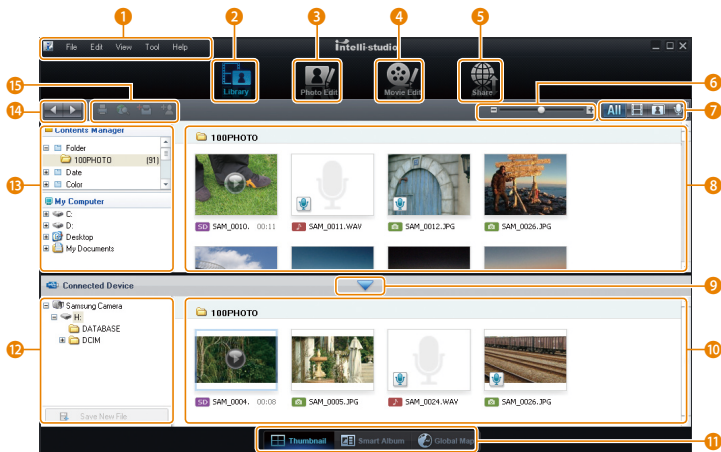 1 2 3 4 5
File Edit View Tool Help
Intelli-studio
Library Photo Edit Movie Edit Share
15 6
14 All 7
Contents Manager
Folder
100PHOTO (91)
Date
Color
13
My Computer
C:
D:
Desktop
My Documents
100PHOTO
SD SAM_0010. 00:11 SAM_0011.WAV SAM_0012.JPG SAM_0026.JPG
8
Connected Device 9
Samsung Camera
H:
DATABASE
DCIM
12
Save New File
100PHOTO
SD SAM_0004. 00:08 SAM_0005.JPG SAM_0024.WAV SAM_0026.JPG
10
Thumbnail Smart Album Global Map 11